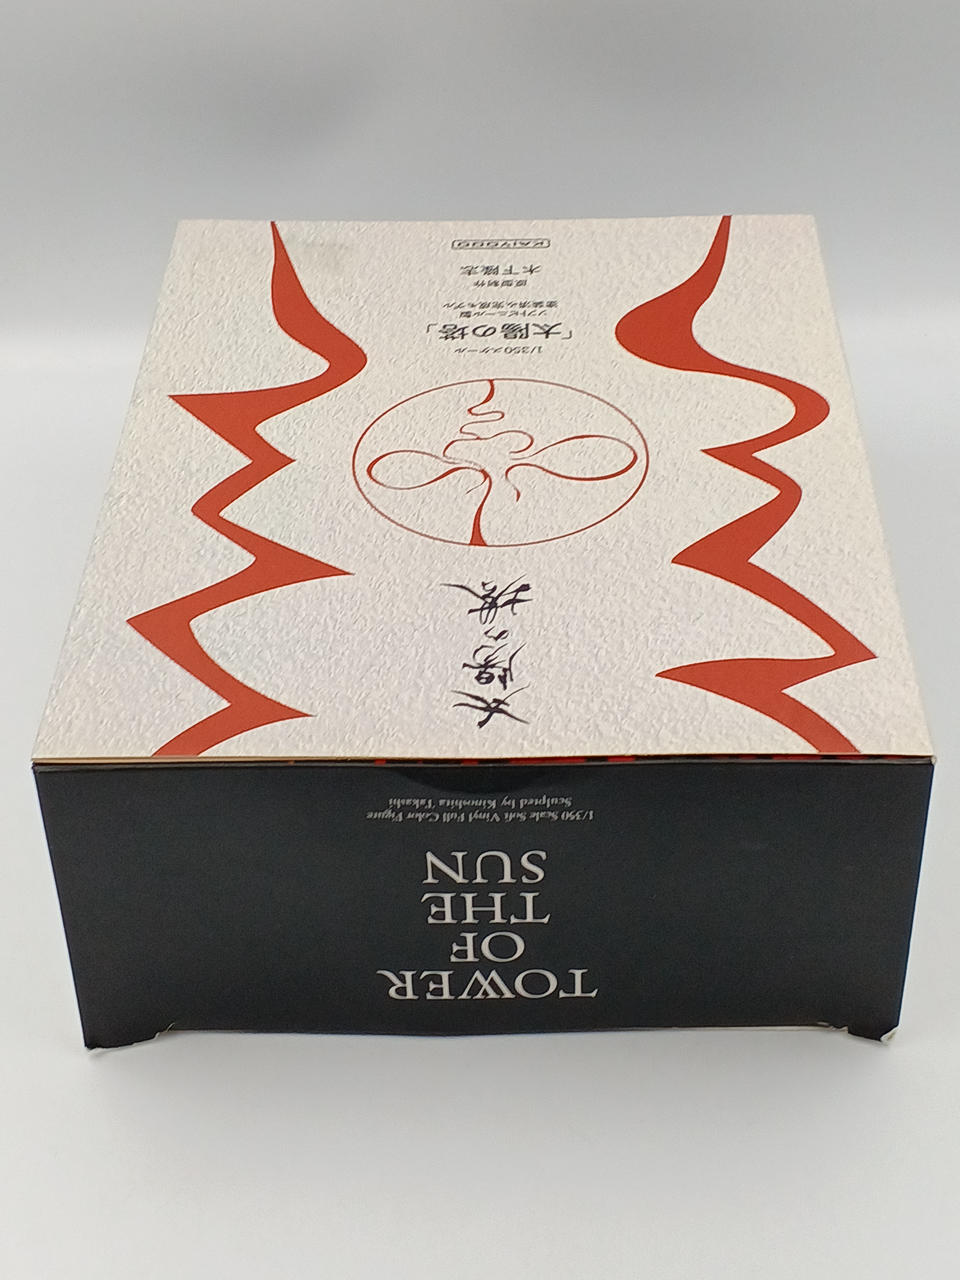 太陽の塔
1/350スケール
「太陽の塔」
ソフトビニール製
塗装済み完成モデル
原型制作
木下隆志
KAIYODO
TOWER
OF
THE
SUN
1/350 Scale Soft Vinyl Full Color Figure
Sculpted by Kinoshita Takashi